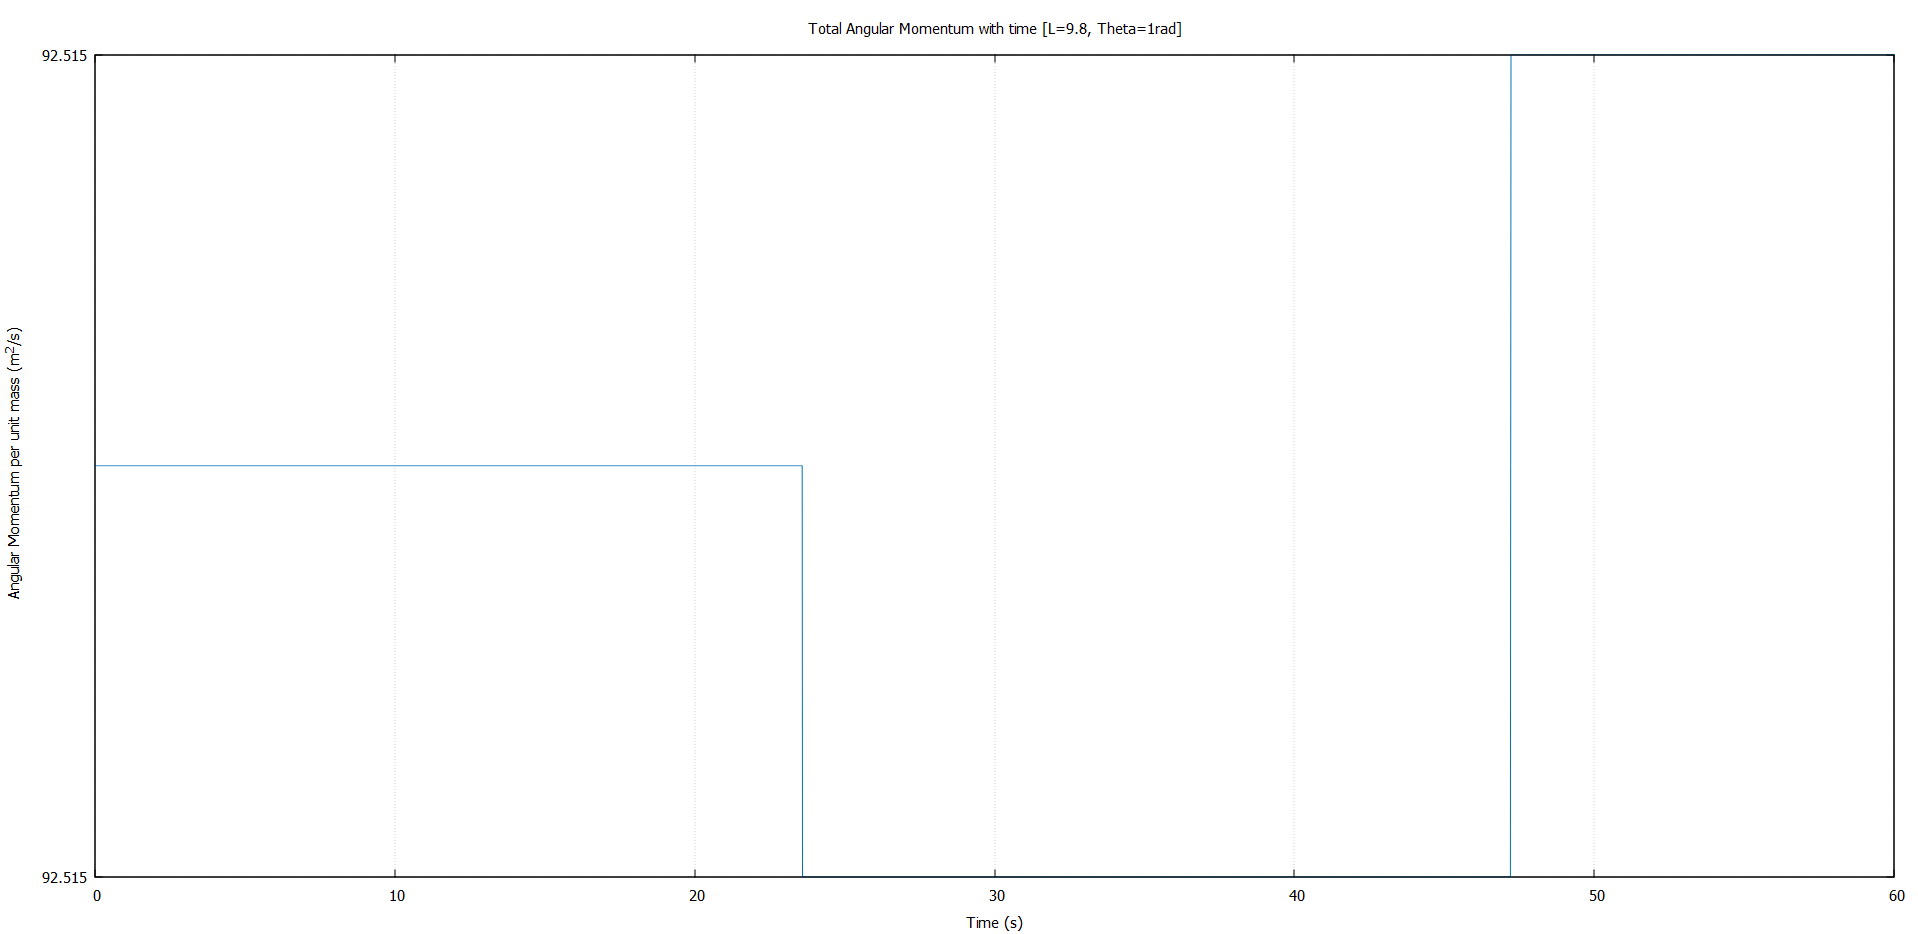 Total Angular Momentum with time [L=9.8, Theta=1rad]
92.515
Angular Momentum per unit mass (m²/s)
92.515
0 10 20 30 40 50 60
Time (s)